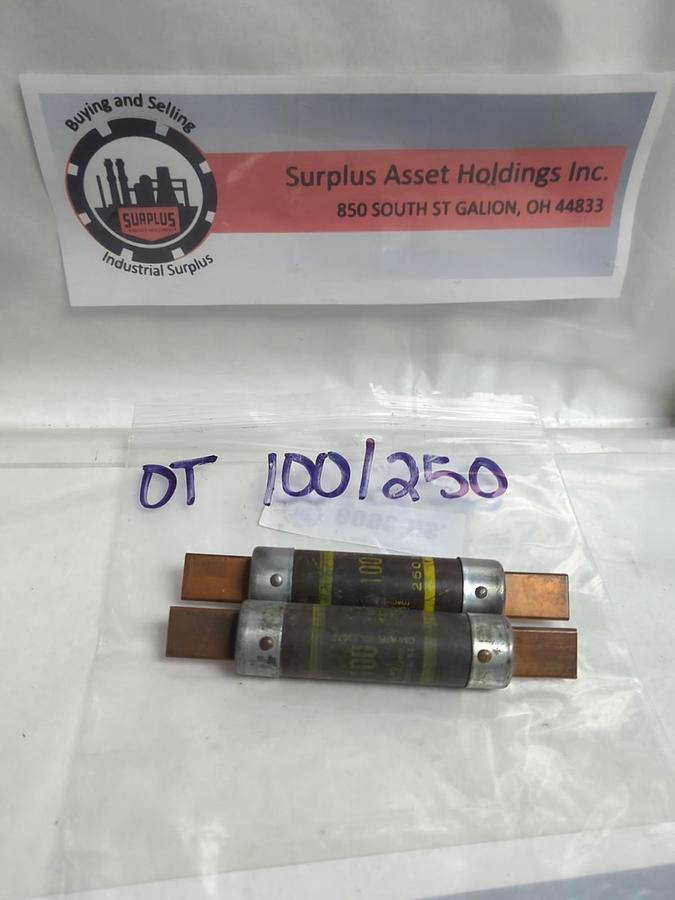 Buying and Selling
SURPLUS
Industrial Surplus
Surplus Asset Holdings Inc.
850 SOUTH ST GALION, OH 44833
OT 100/250
100
250
100